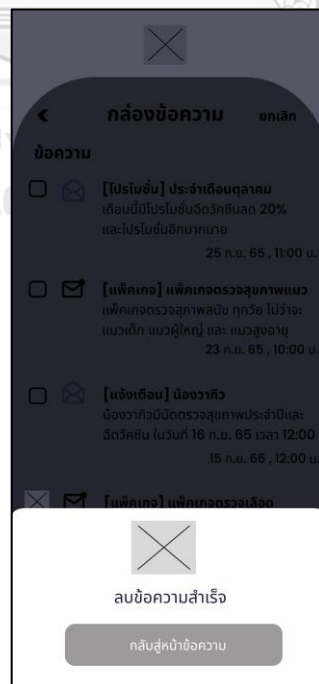 กล่องข้อความ ยกเลิก
ข้อความ
[โปรโมชั่น] ประจำเดือนตุลาคม
เดือนนี้มีโปรโมชั่นฉีดวัคซีนลด 20%
และโปรโมชั่นอีกมากมาย
25 ก.ย. 65 , 11:00 น.
[แพ็คเกจ] แพ็คเกจตรวจสุขภาพแมว
แพ็คเกจตรวจสุภาพสนัข ทุกวัย ไม่ว่าจะ
แมวเด็ก แมวผู้ใหญ่ และ แมวสูงอายุ
23 ก.ย. 65 , 10:00 น.
[แจ้งเตือน] น้องวากิว
น้องวากิวมีนัดตรวจสุขภาพประจำปีและ
ฉีดวัคซีน ในวันที่ 16 ก.ย. 65 เวลา 12:00
15 ก.ย. 65 , 12:00 น.
[แพ็คเกจ] แพ็คเกจตรวจเลือด
ลบข้อความสำเร็จ
กลับสู่หน้าข้อความ